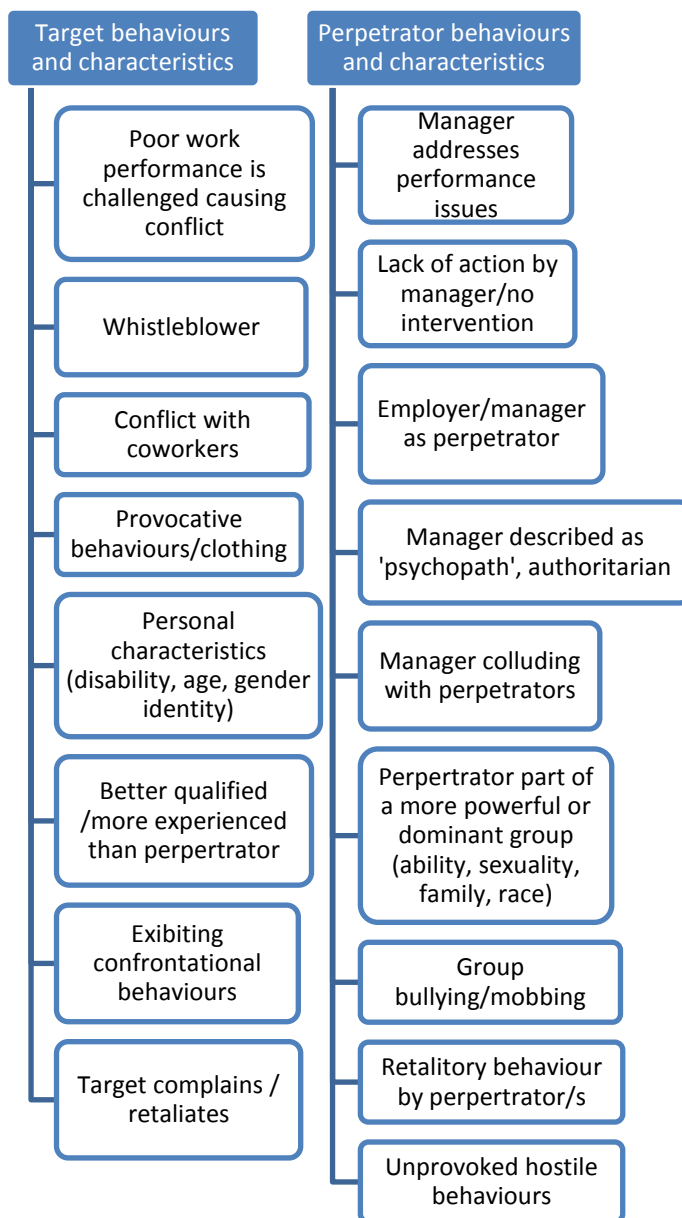 Target behaviours
and characteristics
Poor work
performance is
challenged causing
conflict
Whistleblower
Conflict with
coworkers
Provocative
behaviours/clothing
Personal
characteristics
(disability, age, gender
identity)
Better qualified
/more experienced
than perpertrator
Exibiting
confrontational
behaviours
Target complains /
retaliates
Perpetrator behaviours
and characteristics
Manager
addresses
performance
issues
Lack of action by
manager/no
intervention
Employer/manager
as perpetrator
Manager described as
'psychopath', authoritarian
Manager colluding
with perpetrators
Perpertrator part of
a more powerful or
dominant group
(ability, sexuality,
family, race)
Group
bullying/mobbing
Retalitory behaviour
by perpertrator/s
Unprovoked hostile
behaviours